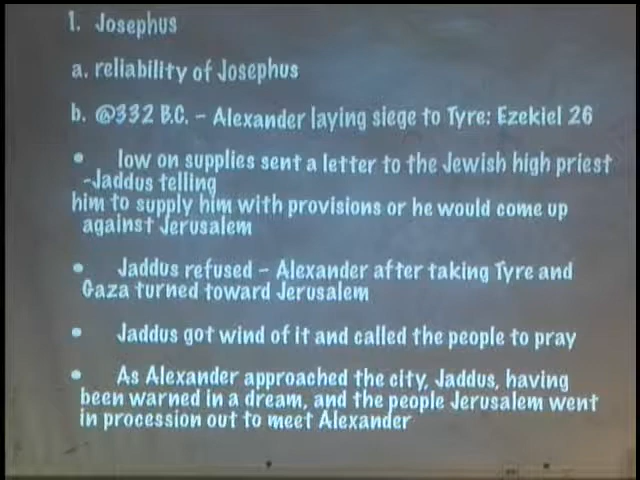 1. Josephus
a. reliability of Josephus
b. @332 B.C. - Alexander laying siege to Tyre: Ezekiel 26
• low on supplies sent a letter to the Jewish high priest
-Jaddus telling
him to supply him with provisions or he would come up
against Jerusalem
• Jaddus refused - Alexander after taking Tyre and
Gaza turned toward Jerusalem
• Jaddus got wind of it and called the people to pray
• As Alexander approached the city, Jaddus, having
been warned in a dream, and the people Jerusalem went
in procession out to meet Alexander